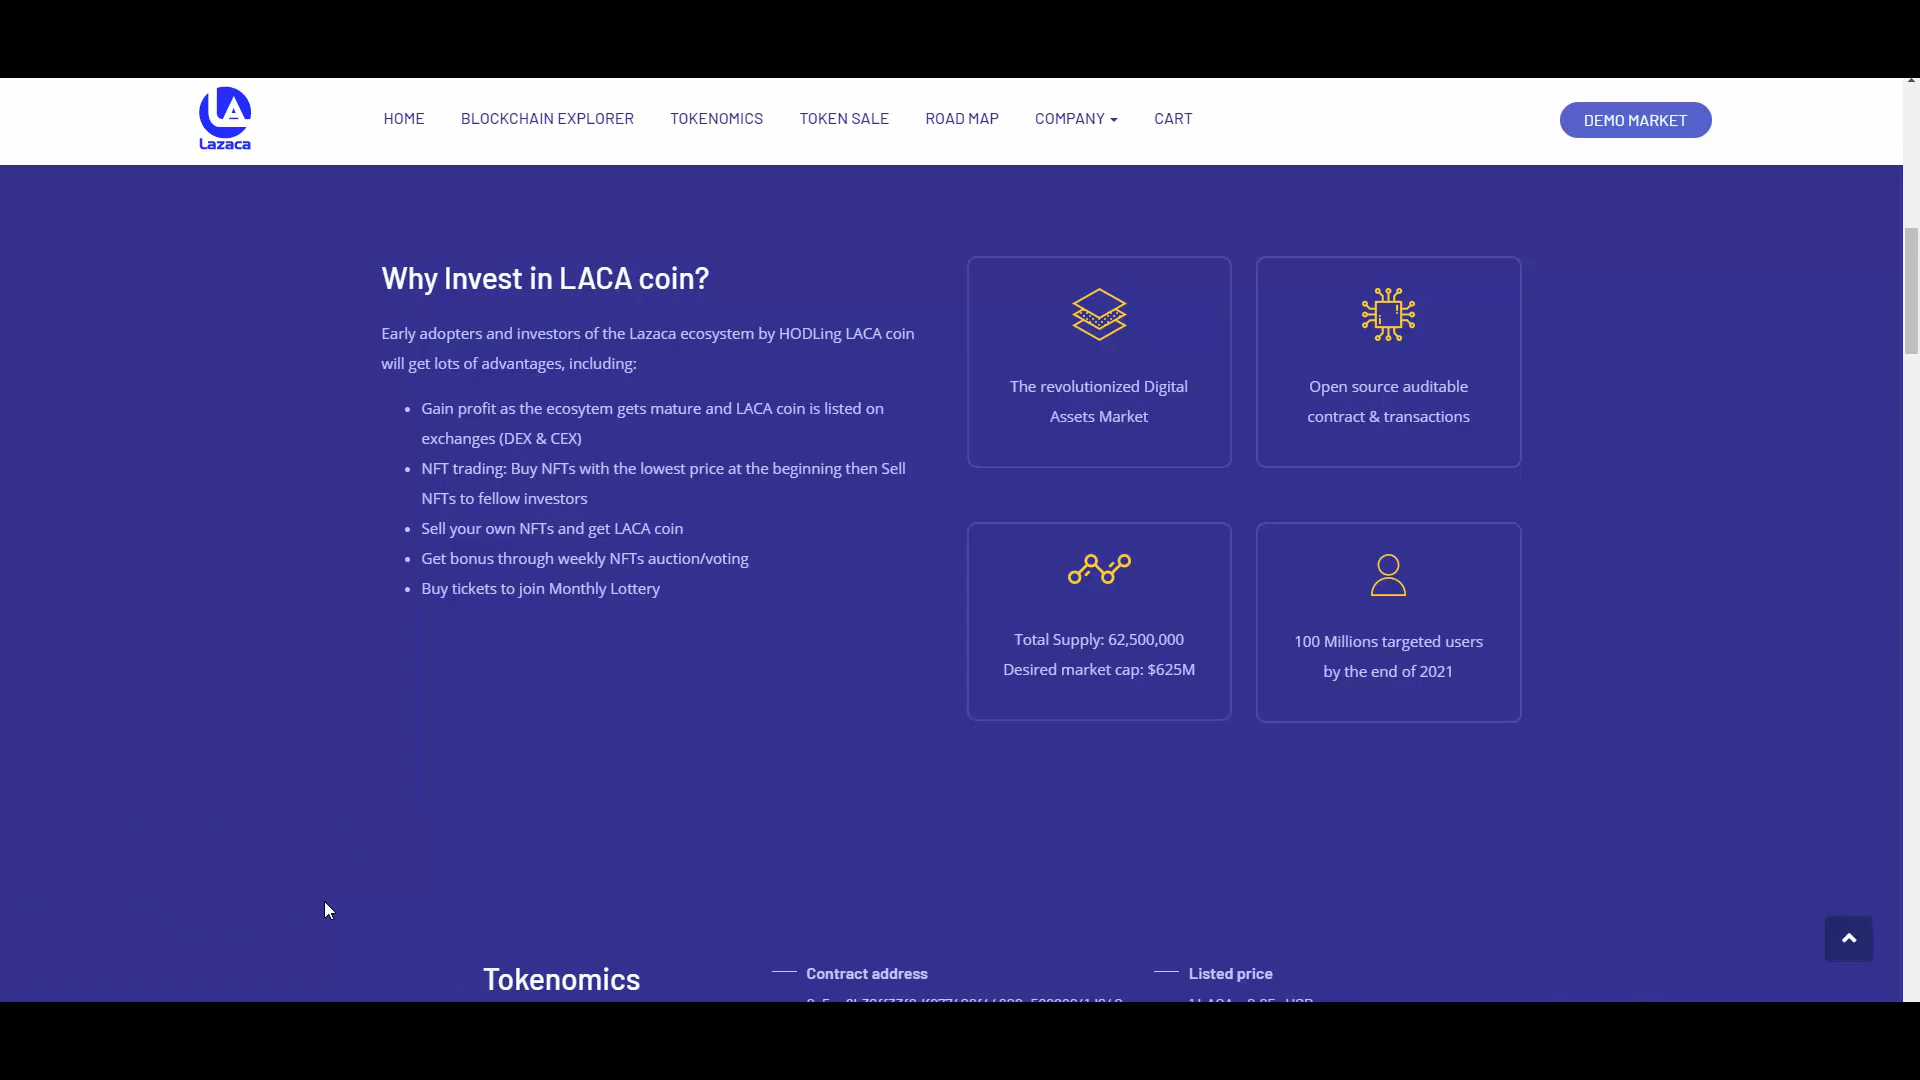 LA
Lazaca
HOME
BLOCKCHAIN EXPLORER
TOKENOMICS
TOKEN SALE
ROAD MAP
COMPANY
CART
DEMO MARKET
Why Invest in LACA coin?
Early adopters and investors of the Lazaca ecosystem by HODLing LACA coin
will get lots of advantages, including:
Gain profit as the ecosytem gets mature and LACA coin is listed on
exchanges (DEX & CEX)
NFT trading: Buy NFTs with the lowest price at the beginning then Sell
NFTs to fellow investors
Sell your own NFTs and get LACA coin
Get bonus through weekly NFTs auction/voting
Buy tickets to join Monthly Lottery
The revolutionized Digital
Assets Market
Open source auditable
contract & transactions
Total Supply: 62,500,000
Desired market cap: $625M
100 Millions targeted users
by the end of 2021
Tokenomics
Contract address
Listed price